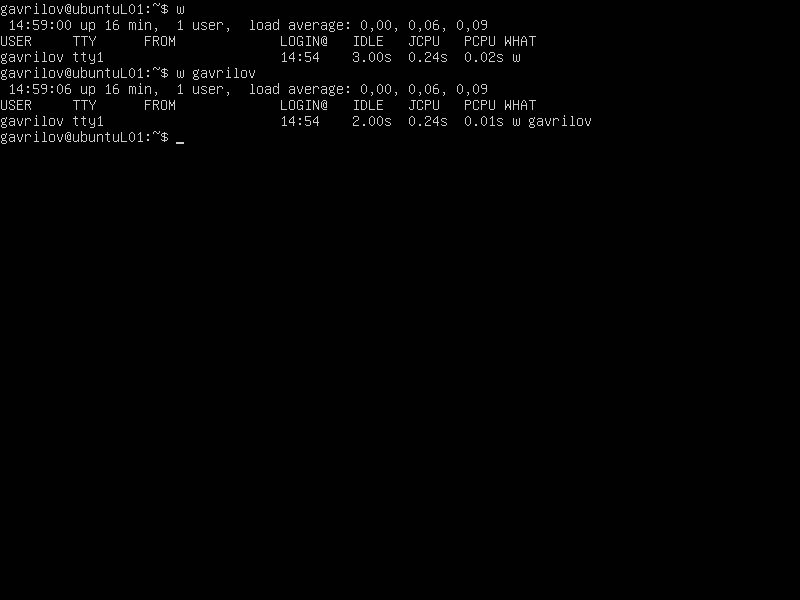 gavrilov@ubuntuL01:~$ w
 14:59:00 up 16 min,  1 user,  load average: 0,00, 0,06, 0,09
USER     TTY      FROM             LOGIN@   IDLE   JCPU   PCPU WHAT
gavrilov tty1                      14:54    3.00s  0.24s  0.02s w
gavrilov@ubuntuL01:~$ w gavrilov
 14:59:06 up 16 min,  1 user,  load average: 0,00, 0,06, 0,09
USER     TTY      FROM             LOGIN@   IDLE   JCPU   PCPU WHAT
gavrilov tty1                      14:54    2.00s  0.24s  0.01s w gavrilov
gavrilov@ubuntuL01:~$ _